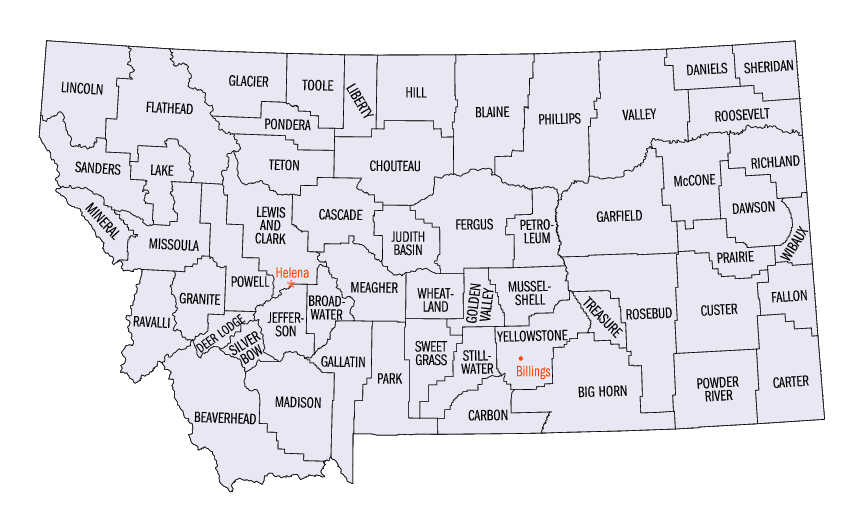 DANIELS
SHERIDAN
LINCOLN
GLACIER
TOOLE
LIBERTY
HILL
BLAINE
FLATHEAD
PHILLIPS
VALLEY
ROOSEVELT
PONDERA
SANDERS
LAKE
TETON
CHOUTEAU
McCONE
RICHLAND
MINERAL
MISSOULA
LEWIS
AND
CLARK
CASCADE
JUDITH
BASIN
FERGUS
PETRO-
LEUM
GARFIELD
DAWSON
WIBAUX
PRAIRIE
Helena
POWELL
GRANITE
RAVALLI
DEER LODGE
SILVER
BOW
JEFFER-
SON
BROAD-
WATER
MEAGHER
WHEAT-
LAND
GOLDEN
VALLEY
MUSSEL-
SHELL
TREASURE
ROSEBUD
CUSTER
FALLON
YELLOWSTONE
Billings
SWEET
GRASS
STILL-
WATER
GALLATIN
PARK
BEAVERHEAD
MADISON
CARBON
BIG HORN
POWDER
RIVER
CARTER